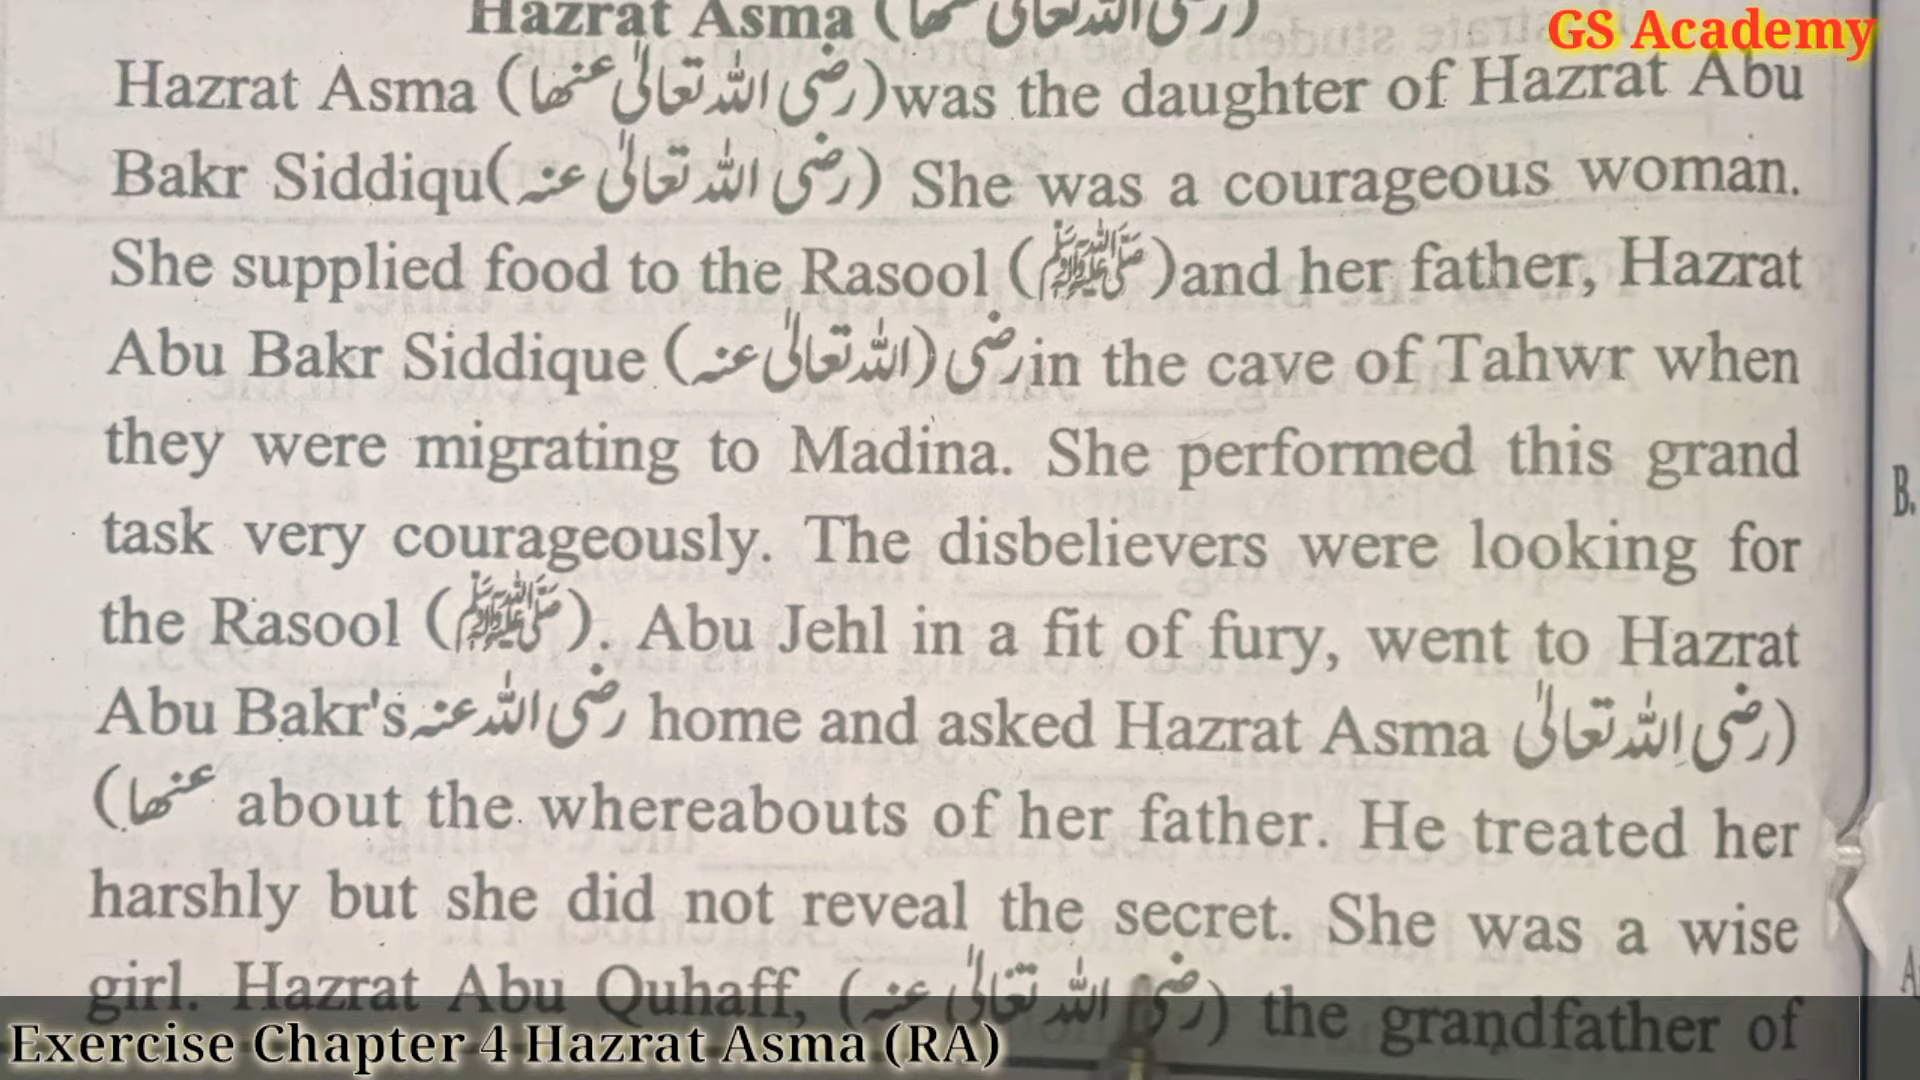 Hazrat Asma (رضی اللہ تعالیٰ عنھا)
GS Academy
Hazrat Asma (رضی اللہ تعالیٰ عنھا)was the daughter of Hazrat Abu
Bakr Siddiqu(رضی اللہ تعالیٰ عنہ) She was a courageous woman.
She supplied food to the Rasool (ﷺ)and her father, Hazrat
Abu Bakr Siddique (رضی (اللہ تعالیٰ عنہ in the cave of Tahwr when
they were migrating to Madina. She performed this grand
task very courageously. The disbelievers were looking for
the Rasool (ﷺ). Abu Jehl in a fit of fury, went to Hazrat
Abu Bakr's رضی اللہ عنہ home and asked Hazrat Asma (رضی اللہ تعالیٰ
عنھا) about the whereabouts of her father. He treated her
harshly but she did not reveal the secret. She was a wise
girl. Hazrat Abu Quhaff, (رضی اللہ تعالیٰ عنہ) the grandfather of
Exercise Chapter 4 Hazrat Asma (RA)
B.